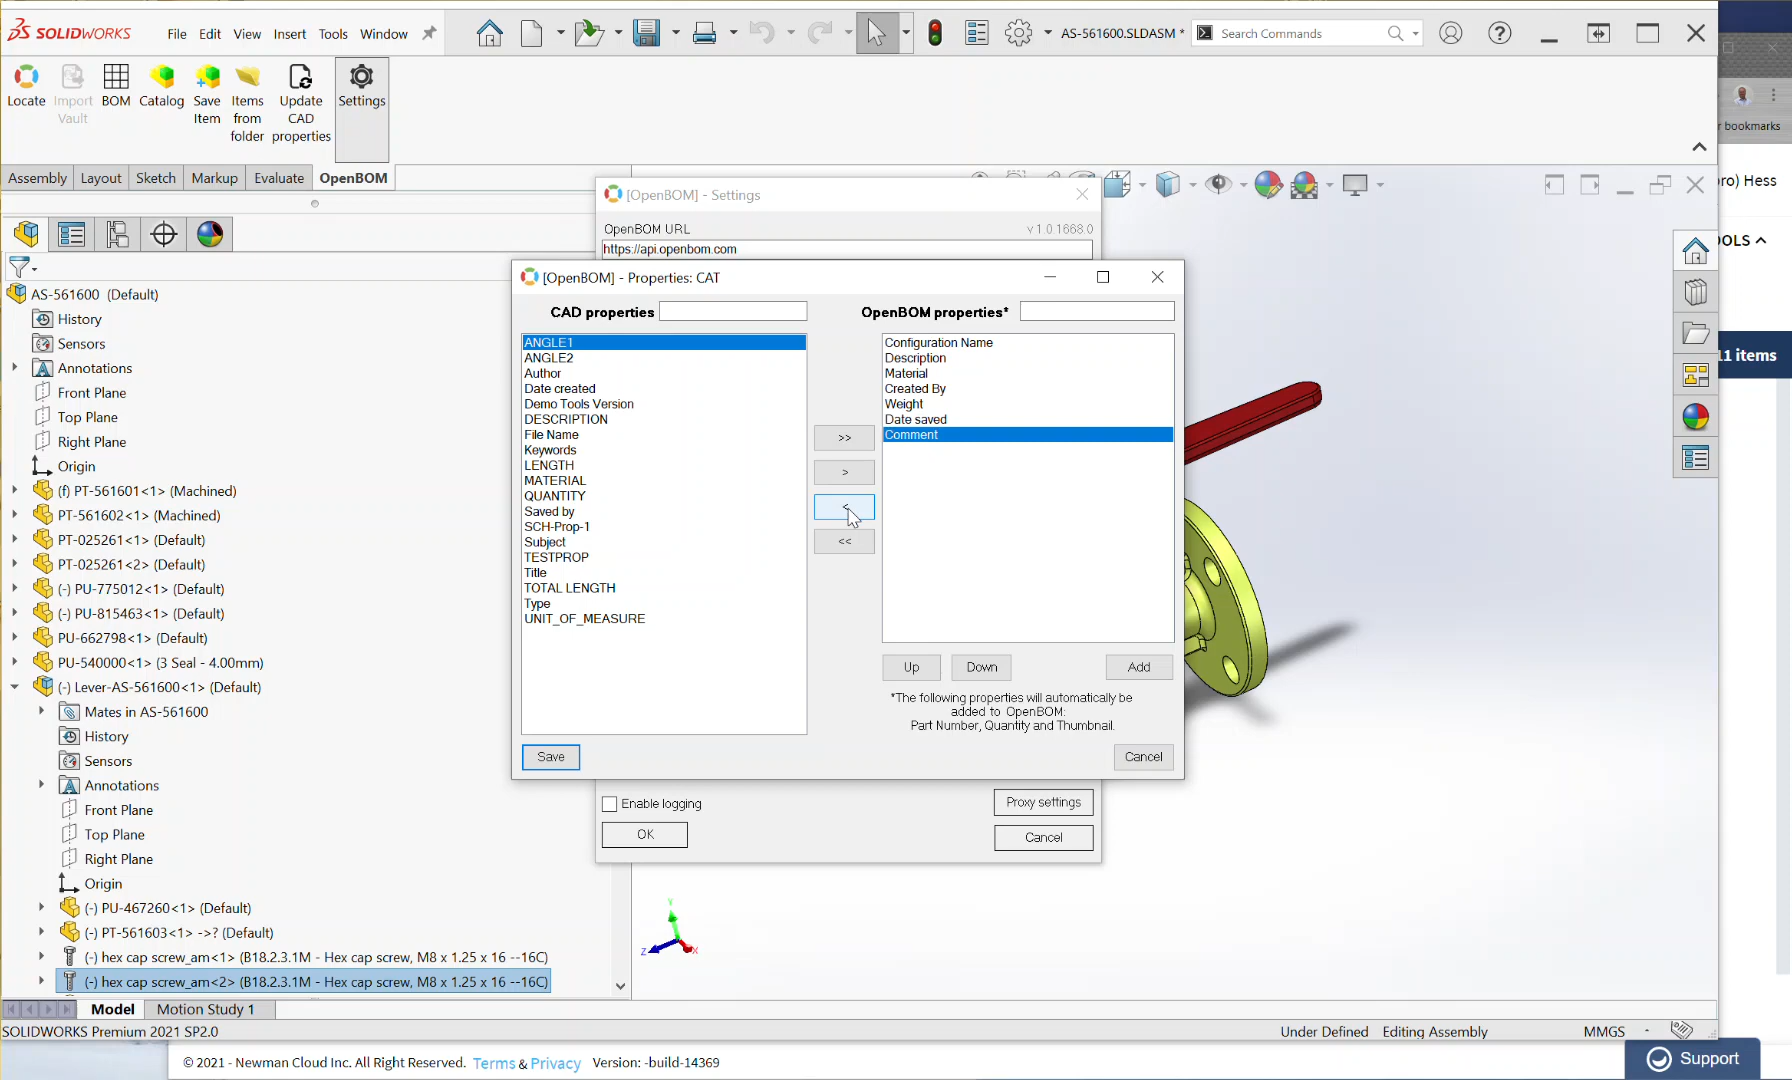 SOLIDWORKS
File Edit View Insert Tools Window
AS-561600.SLDASM *
Search Commands
Locate
Import Vault
BOM
Catalog
Save Item
Items from folder
Update CAD properties
Settings
bookmarks
Assembly Layout Sketch Markup Evaluate OpenBOM
[OpenBOM] - Settings
ro) Hess
OpenBOM URL
v 1.0.1668.0
https://api.openbom.com
OOLS
[OpenBOM] - Properties: CAT
CAD properties
OpenBOM properties*
ANGLE1
ANGLE2
Author
Date created
Demo Tools Version
DESCRIPTION
File Name
Keywords
LENGTH
MATERIAL
QUANTITY
Saved by
SCH-Prop-1
Subject
TESTPROP
Title
TOTAL LENGTH
Type
UNIT_OF_MEASURE
>>
>
<
<<
Configuration Name
Description
Material
Created By
Weight
Date saved
Comment
Up
Down
Add
*The following properties will automatically be
added to OpenBOM:
Part Number, Quantity and Thumbnail.
Save
Cancel
11 items
Enable logging
Proxy settings
OK
Cancel
AS-561600 (Default)
History
Sensors
Annotations
Front Plane
Top Plane
Right Plane
Origin
(f) PT-561601<1> (Machined)
PT-561602<1> (Machined)
PT-025261<1> (Default)
PT-025261<2> (Default)
(-) PU-775012<1> (Default)
(-) PU-815463<1> (Default)
PU-662798<1> (Default)
PU-540000<1> (3 Seal - 4.00mm)
(-) Lever-AS-561600<1> (Default)
Mates in AS-561600
History
Sensors
Annotations
Front Plane
Top Plane
Right Plane
Origin
(-) PU-467260<1> (Default)
(-) PT-561603<1> ->? (Default)
(-) hex cap screw_am<1> (B18.2.3.1M - Hex cap screw, M8 x 1.25 x 16 --16C)
(-) hex cap screw_am<2> (B18.2.3.1M - Hex cap screw, M8 x 1.25 x 16 --16C)
Y
Z
X
Model Motion Study 1
SOLIDWORKS Premium 2021 SP2.0
Under Defined Editing Assembly MMGS -
© 2021 - Newman Cloud Inc. All Right Reserved. Terms & Privacy Version: -build-14369
Support